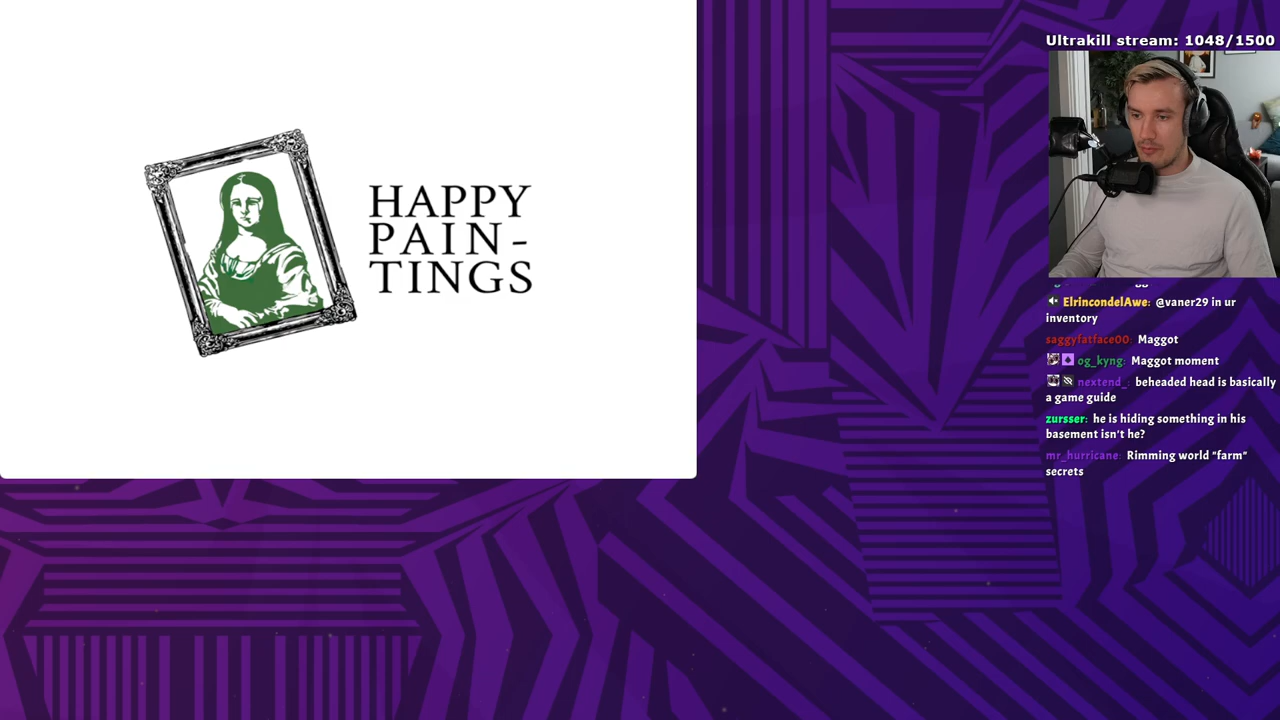 HAPPY
PAIN-
TINGS
Ultrakill stream: 1048/1500
ElrincondelAwe: @vaner29 in ur
inventory
saggyfatface00: Maggot
og_kyng: Maggot moment
nextend_: beheaded head is basically
a game guide
zursser: he is hiding something in his
basement isn't he?
mr_hurricane: Rimming world "farm"
secrets